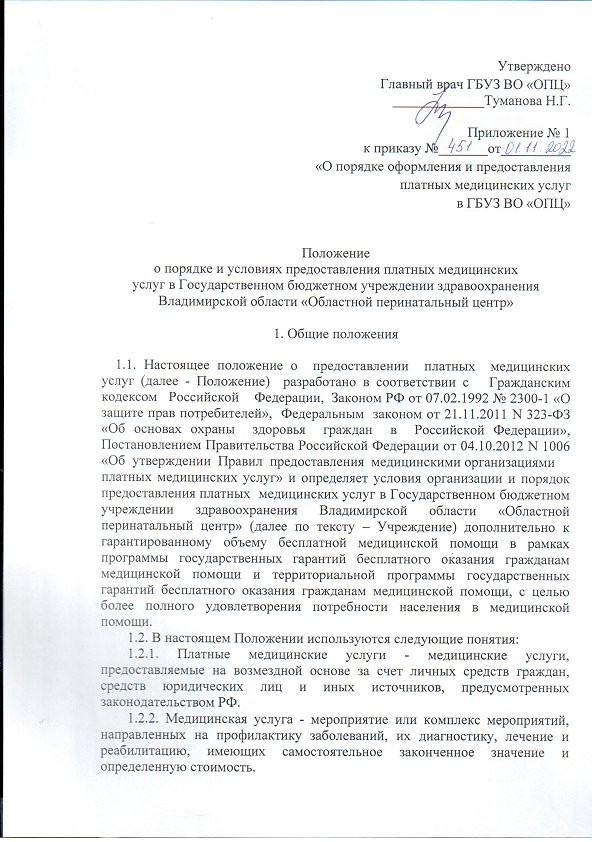 Утверждено
Главный врач ГБУЗ ВО «ОПЦ»
______________Туманова Н.Г.
Приложение № 1
к приказу № 451 от 01.11.2022
«О порядке оформления и предоставления
платных медицинских услуг
в ГБУЗ ВО «ОПЦ»
Положение
о порядке и условиях предоставления платных медицинских
услуг в Государственном бюджетном учреждении здравоохранения
Владимирской области «Областной перинатальный центр»
1. Общие положения
1.1. Настоящее положение о предоставлении платных медицинских
услуг (далее - Положение) разработано в соответствии с Гражданским
кодексом Российской Федерации, Законом РФ от 07.02.1992 № 2300-1 «О
защите прав потребителей», Федеральным законом от 21.11.2011 N 323-ФЗ
«Об основах охраны здоровья граждан в Российской Федерации»,
Постановлением Правительства Российской Федерации от 04.10.2012 N 1006
«Об утверждении Правил предоставления медицинскими организациями
платных медицинских услуг» и определяет условия организации и порядок
предоставления платных медицинских услуг в Государственном бюджетном
учреждении здравоохранения Владимирской области «Областной
перинатальный центр» (далее по тексту – Учреждение) дополнительно к
гарантированному объему бесплатной медицинской помощи в рамках
программы государственных гарантий бесплатного оказания гражданам
медицинской помощи и территориальной программы государственных
гарантий бесплатного оказания гражданам медицинской помощи, с целью
более полного удовлетворения потребности населения в медицинской
помощи.
1.2. В настоящем Положении используются следующие понятия:
1.2.1. Платные медицинские услуги - медицинские услуги,
предоставляемые на возмездной основе за счет личных средств граждан,
средств юридических лиц и иных источников, предусмотренных
законодательством РФ.
1.2.2. Медицинская услуга - мероприятие или комплекс мероприятий,
направленных на профилактику заболеваний, их диагностику, лечение и
реабилитацию, имеющих самостоятельное законченное значение и
определенную стоимость.